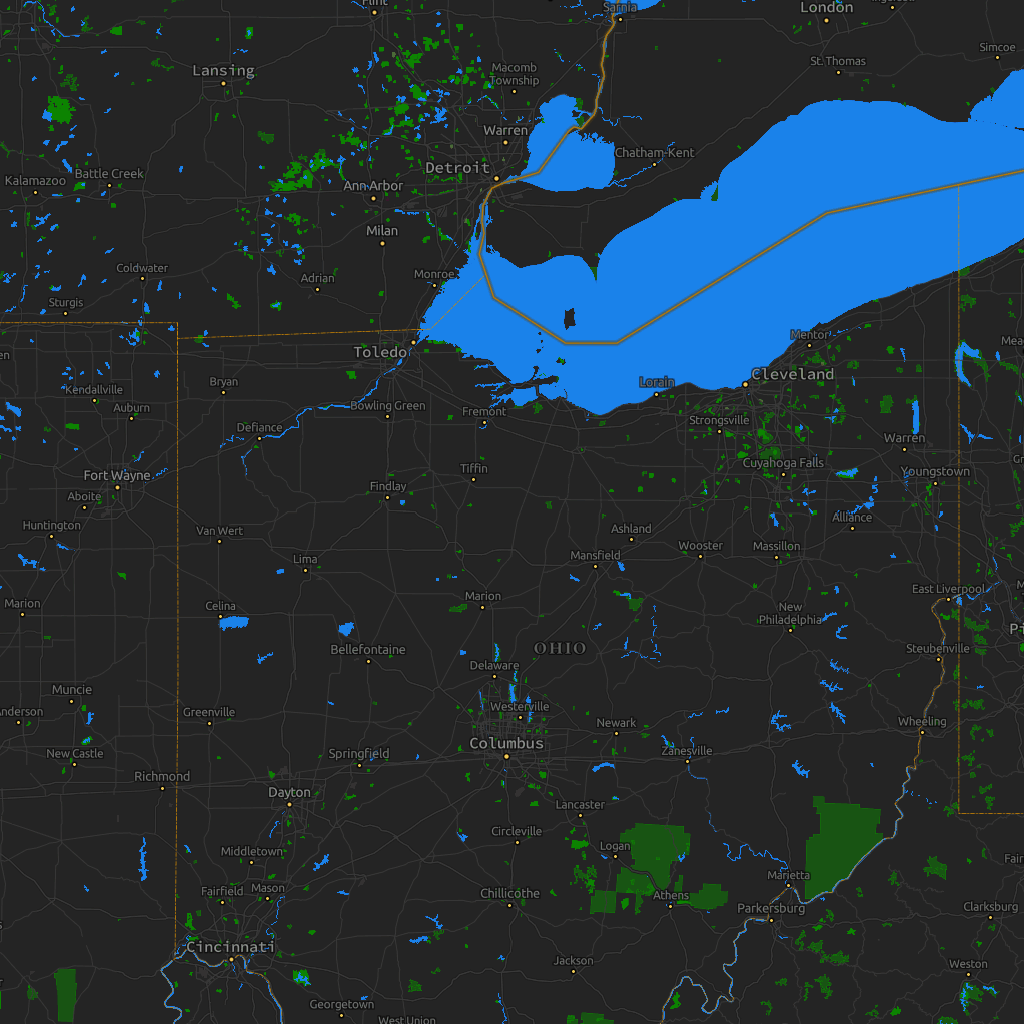 Flint
Sarnia
London
Simcoe
Lansing
Macomb
Township
St. Thomas
Warren
Chatham-Kent
Detroit
Kalamazoo
Battle Creek
Ann Arbor
Milan
Coldwater
Adrian
Monroe
Sturgis
Mentor
Toledo
Cleveland
Bryan
Lorain
Kendallville
Auburn
Bowling Green
Fremont
Strongsville
Defiance
Warren
Fort Wayne
Tiffin
Cuyahoga Falls
Youngstown
Aboite
Findlay
Huntington
Van Wert
Ashland
Alliance
Lima
Mansfield
Wooster
Massillon
Marion
Celina
Marion
New
Philadelphia
East Liverpool
OHIO
Bellefontaine
Delaware
Steubenville
Muncie
Anderson
Greenville
Westerville
Newark
Wheeling
New Castle
Springfield
Columbus
Zanesville
Richmond
Dayton
Lancaster
Circleville
Middletown
Logan
Fairfield
Mason
Chillicothe
Athens
Marietta
Parkersburg
Clarksburg
Cincinnati
Jackson
Weston
Georgetown
West Union